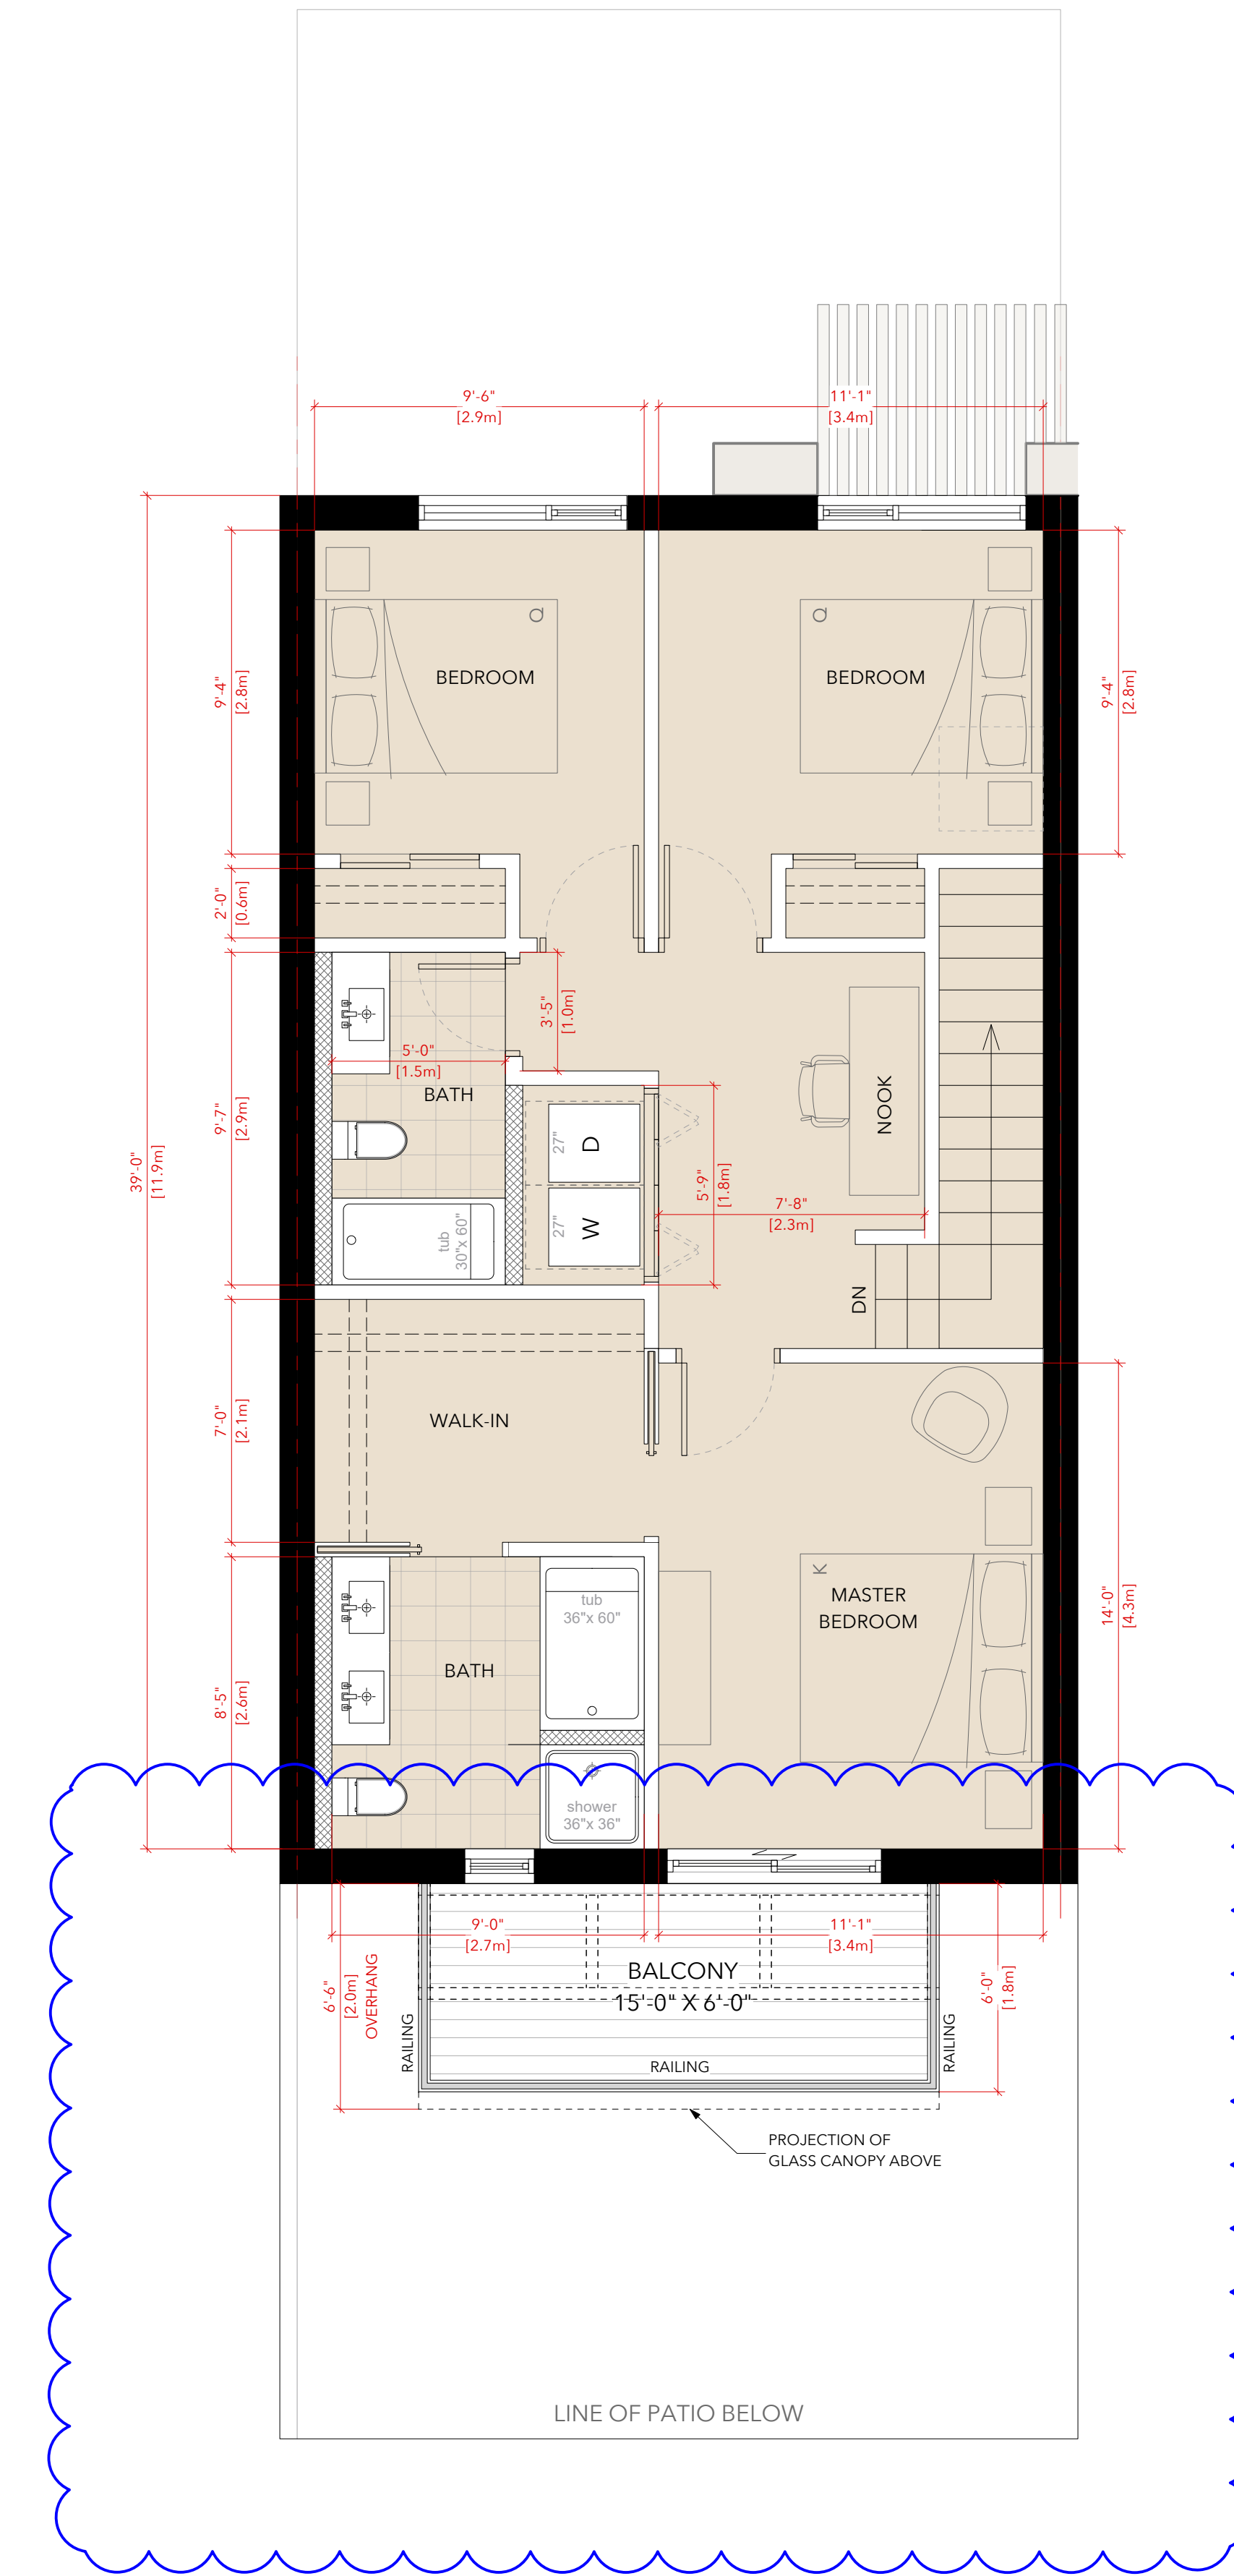 9'-6"
[2.9m]
11'-1"
[3.4m]
Q
Q
BEDROOM
BEDROOM
9'-4"
[2.8m]
9'-4"
[2.8m]
2'-0"
[0.6m]
3'-5"
[1.0m]
5'-0"
[1.5m]
BATH
9'-7"
[2.9m]
39'-0"
[11.9m]
27"
D
27"
W
tub
30"x 60"
5'-9"
[1.8m]
NOOK
7'-8"
[2.3m]
DN
WALK-IN
7'-0"
[2.1m]
K
MASTER
BEDROOM
14'-0"
[4.3m]
tub
36"x 60"
BATH
8'-5"
[2.6m]
shower
36"x 36"
9'-0"
[2.7m]
11'-1"
[3.4m]
BALCONY
15'-0" X 6'-0"
6'-6"
[2.0m]
OVERHANG
6'-0"
[1.8m]
RAILING
RAILING
RAILING
PROJECTION OF
GLASS CANOPY ABOVE
LINE OF PATIO BELOW